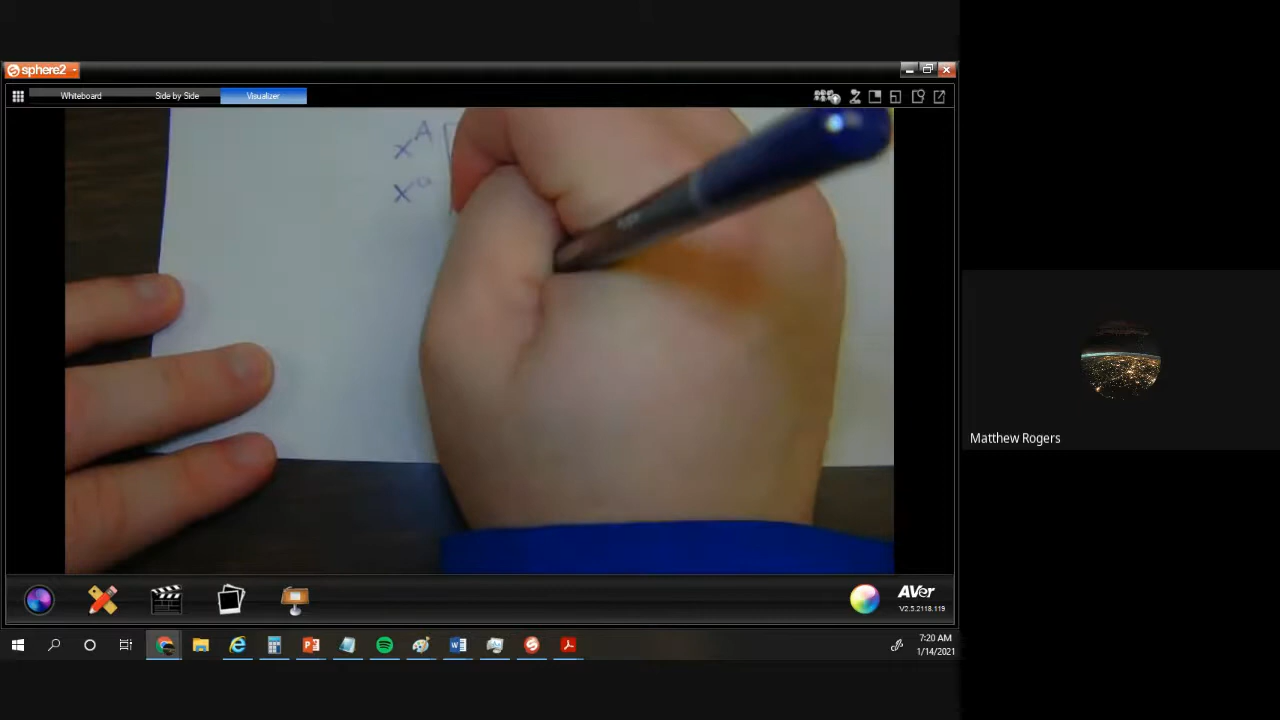 sphere2
Whiteboard Side by Side Visualizer
x^A
x^a
Matthew Rogers
AVer
V2.5.2118.119
7:20 AM
1/14/2021